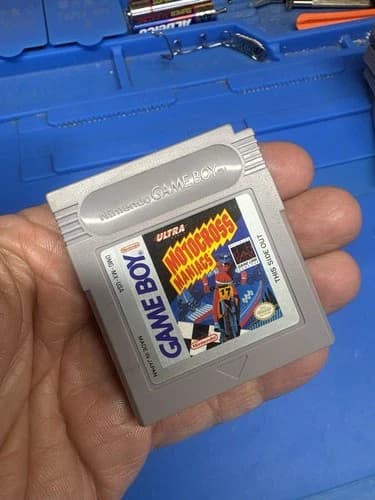 Nintendo GAME BOY
ULTRA
MOTOCROSS
MANIACS
GAME BOY
DMG-MX-USA
MADE IN JAPAN
THIS SIDE OUT
Nintendo